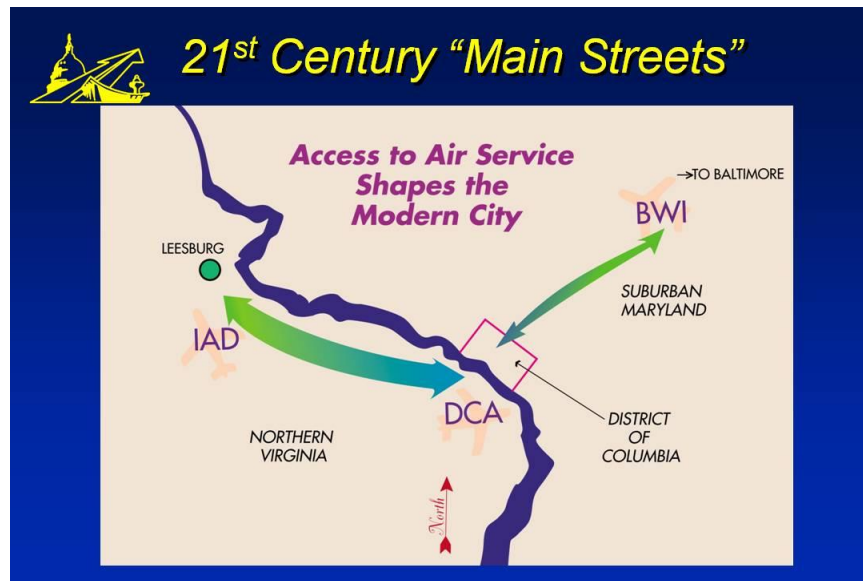 21st Century “Main Streets”
Access to Air Service
Shapes the
Modern City
→TO BALTIMORE
BWI
LEESBURG
SUBURBAN
MARYLAND
IAD
DCA
NORTHERN
VIRGINIA
DISTRICT
OF
COLUMBIA
North